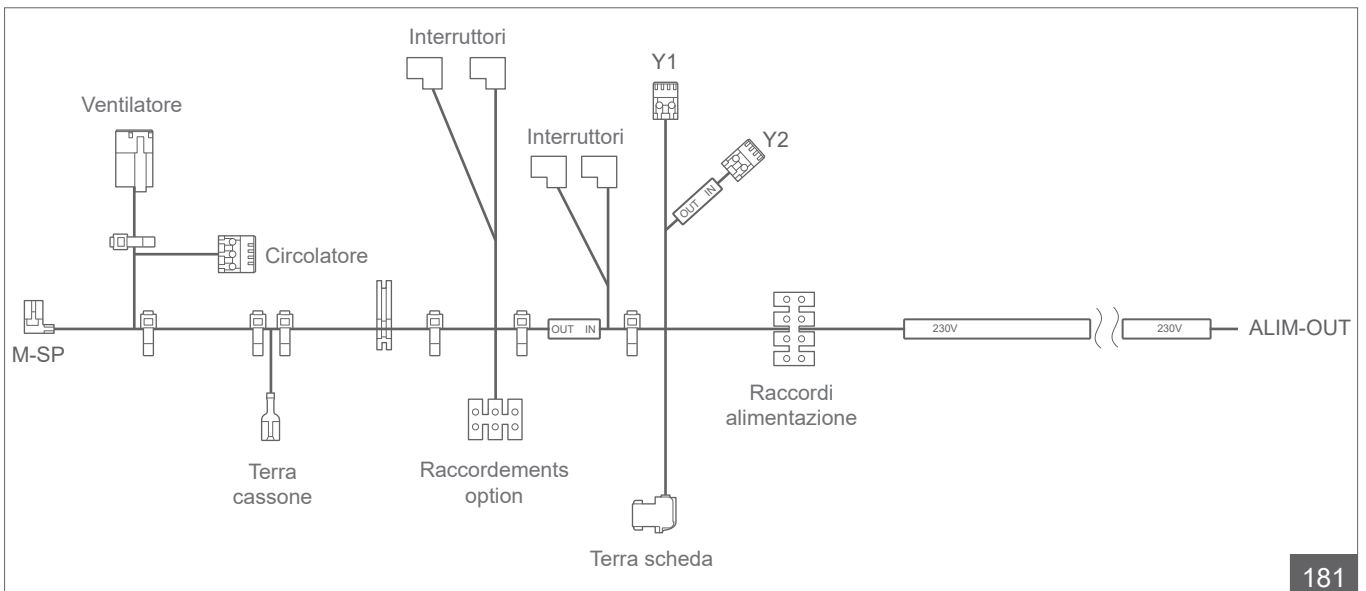 Interruttori
Y1
Ventilatore
Interruttori
Y2
OUT IN
Circolatore
M-SP
OUT IN
230V
230V
ALIM-OUT
Raccordi
alimentazione
Terra
cassone
Raccordements
option
Terra scheda
181